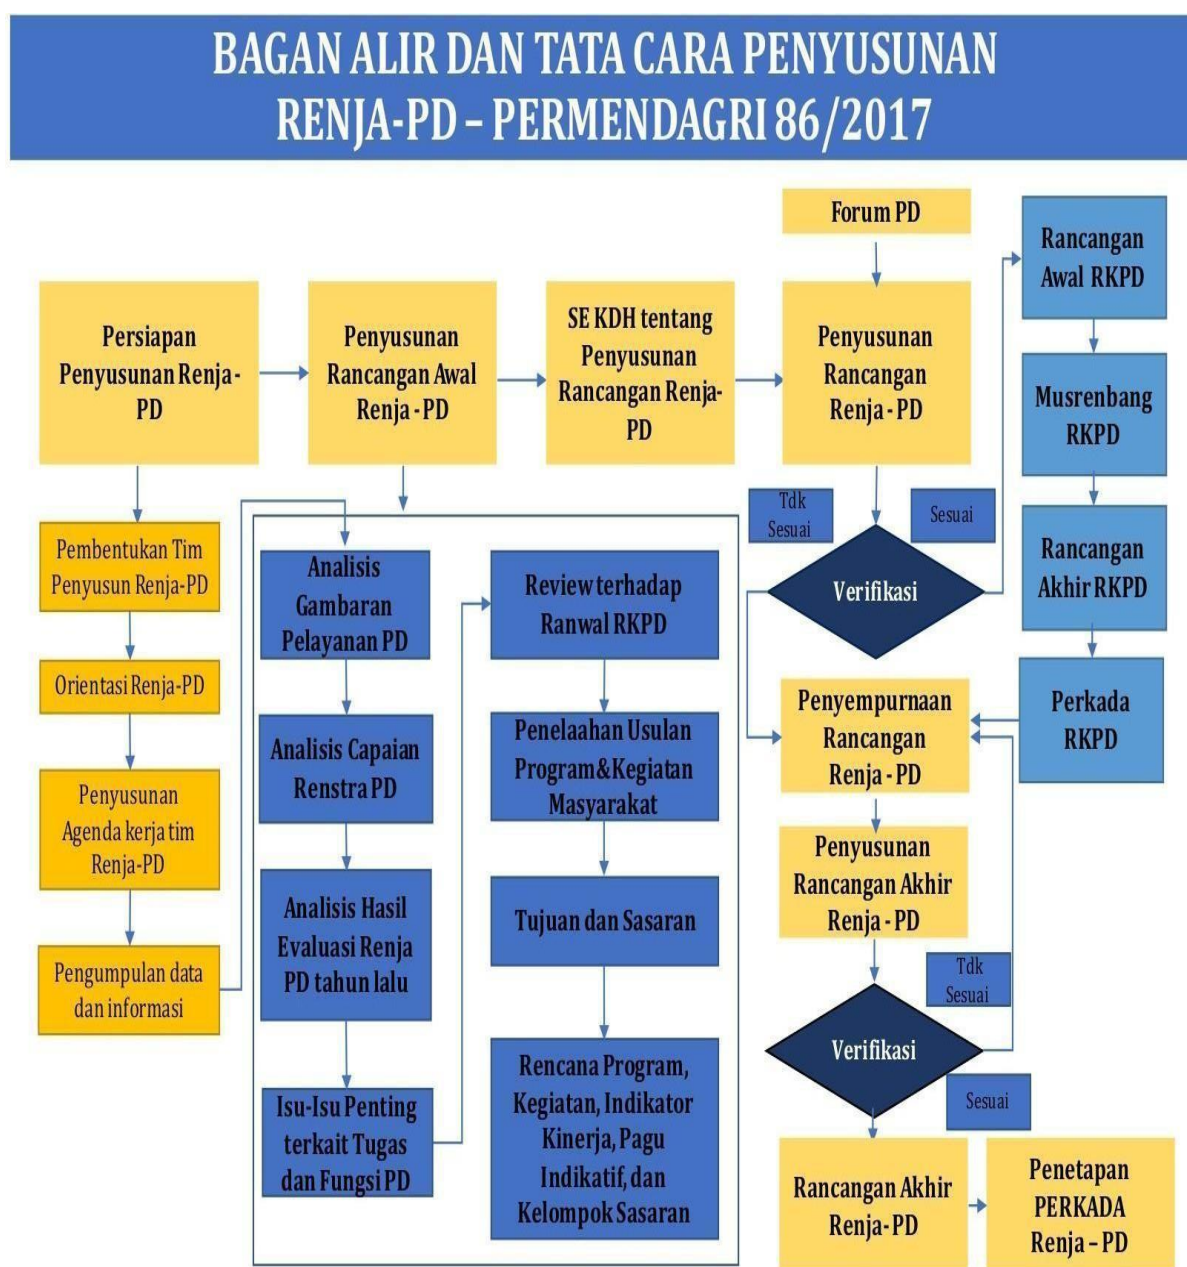 BAGAN ALIR DAN TATA CARA PENYUSUNAN
RENJA-PD – PERMENDAGRI 86/2017
Forum PD
Persiapan
Penyusunan Renja -
PD
Penyusunan
Rancangan Awal
Renja - PD
SE KDH tentang
Penyusunan
Rancangan Renja-
PD
Penyusunan
Rancangan
Renja - PD
Rancangan
Awal RKPD
Musrenbang
RKPD
Rancangan
Akhir RKPD
Perkada
RKPD
Pembentukan Tim
Penyusun Renja-PD
Orientasi Renja-PD
Penyusunan
Agenda kerja tim
Renja-PD
Pengumpulan data
dan informasi
Analisis
Gambaran
Pelayanan PD
Analisis Capaian
Renstra PD
Analisis Hasil
Evaluasi Renja
PD tahun lalu
Isu-Isu Penting
terkait Tugas
dan Fungsi PD
Review terhadap
Ranwal RKPD
Penelaahan Usulan
Program&Kegiatan
Masyarakat
Tujuan dan Sasaran
Rencana Program,
Kegiatan, Indikator
Kinerja, Pagu
Indikatif, dan
Kelompok Sasaran
Tdk
Sesuai
Sesuai
Verifikasi
Penyempurnaan
Rancangan
Renja - PD
Penyusunan
Rancangan Akhir
Renja - PD
Tdk
Sesuai
Verifikasi
Sesuai
Rancangan Akhir
Renja- PD
Penetapan
PERKADA
Renja – PD